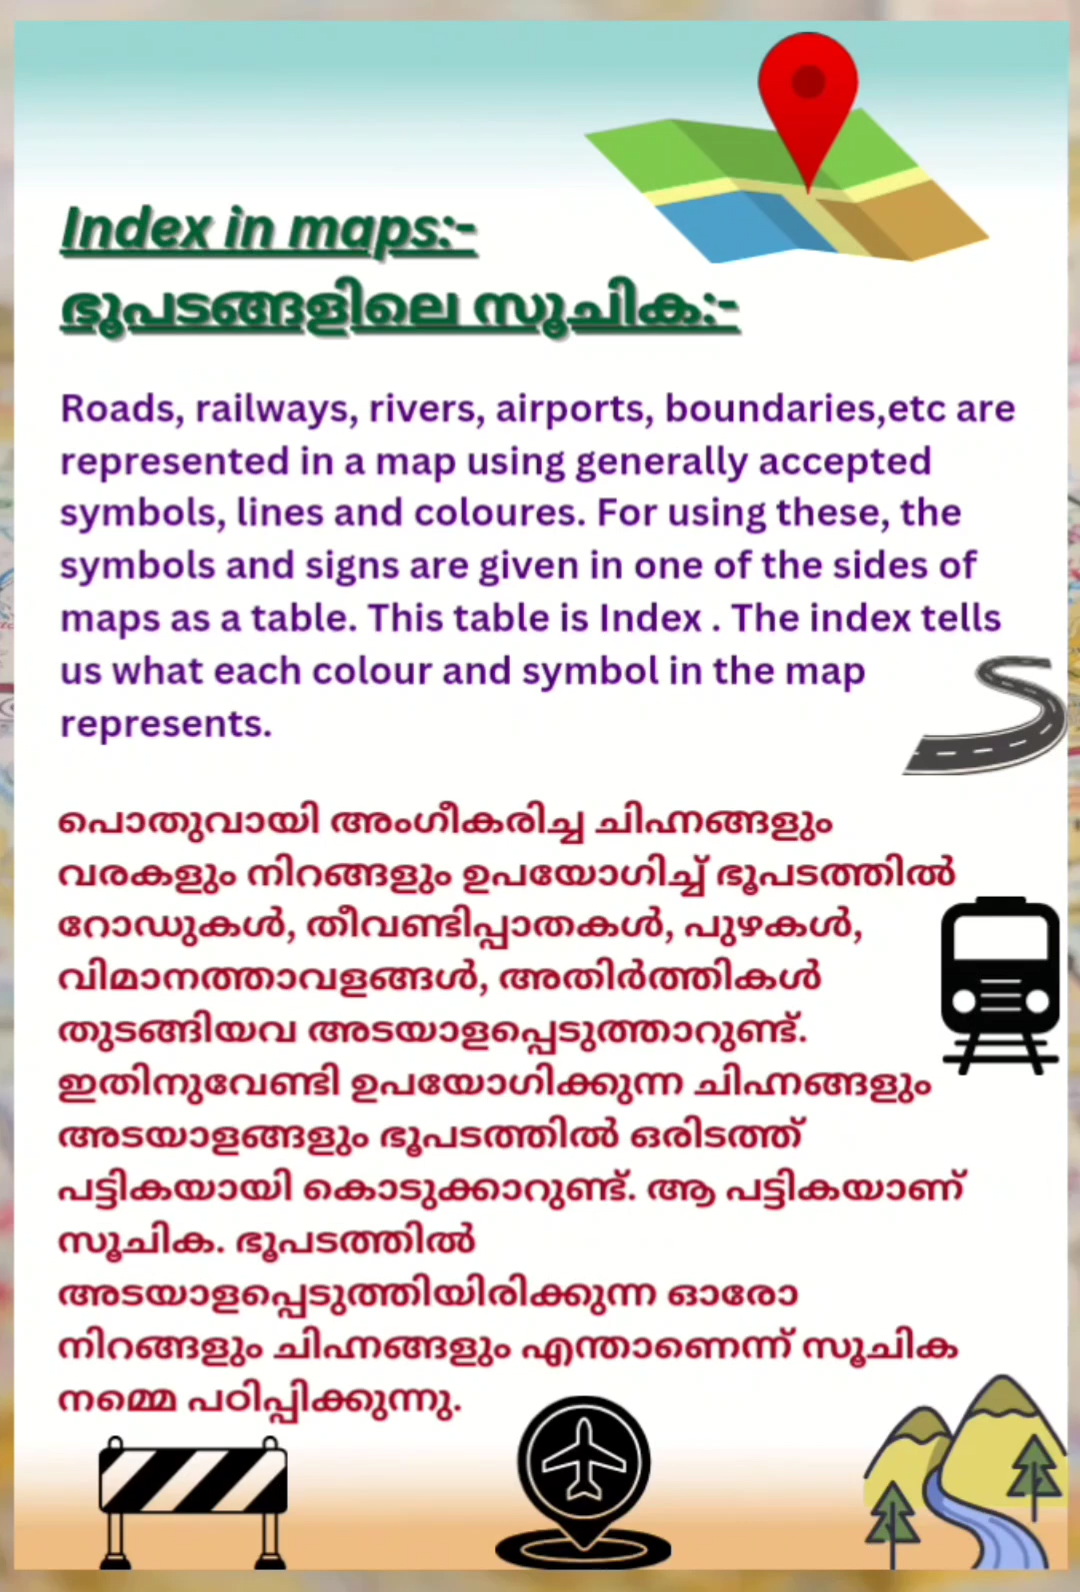 Index in maps:-
ഭൂപടങ്ങളിലെ സൂചിക:-
Roads, railways, rivers, airports, boundaries,etc are
represented in a map using generally accepted
symbols, lines and coloures. For using these, the
symbols and signs are given in one of the sides of
maps as a table. This table is Index . The index tells
us what each colour and symbol in the map
represents.
പൊതുവായി അംഗീകരിച്ച ചിഹ്നങ്ങളും
വരകളും നിറങ്ങളും ഉപയോഗിച്ച് ഭൂപടത്തിൽ
റോഡുകൾ, തീവണ്ടിപ്പാതകൾ, പുഴകൾ,
വിമാനത്താവളങ്ങൾ, അതിർത്തികൾ
തുടങ്ങിയവ അടയാളപ്പെടുത്താറുണ്ട്.
ഇതിനുവേണ്ടി ഉപയോഗിക്കുന്ന ചിഹ്നങ്ങളും
അടയാളങ്ങളും ഭൂപടത്തിൽ ഒരിടത്ത്
പട്ടികയായി കൊടുക്കാറുണ്ട്. ആ പട്ടികയാണ്
സൂചിക. ഭൂപടത്തിൽ
അടയാളപ്പെടുത്തിയിരിക്കുന്ന ഓരോ
നിറങ്ങളും ചിഹ്നങ്ങളും എന്താണെന്ന് സൂചിക
നമ്മെ പഠിപ്പിക്കുന്നു.